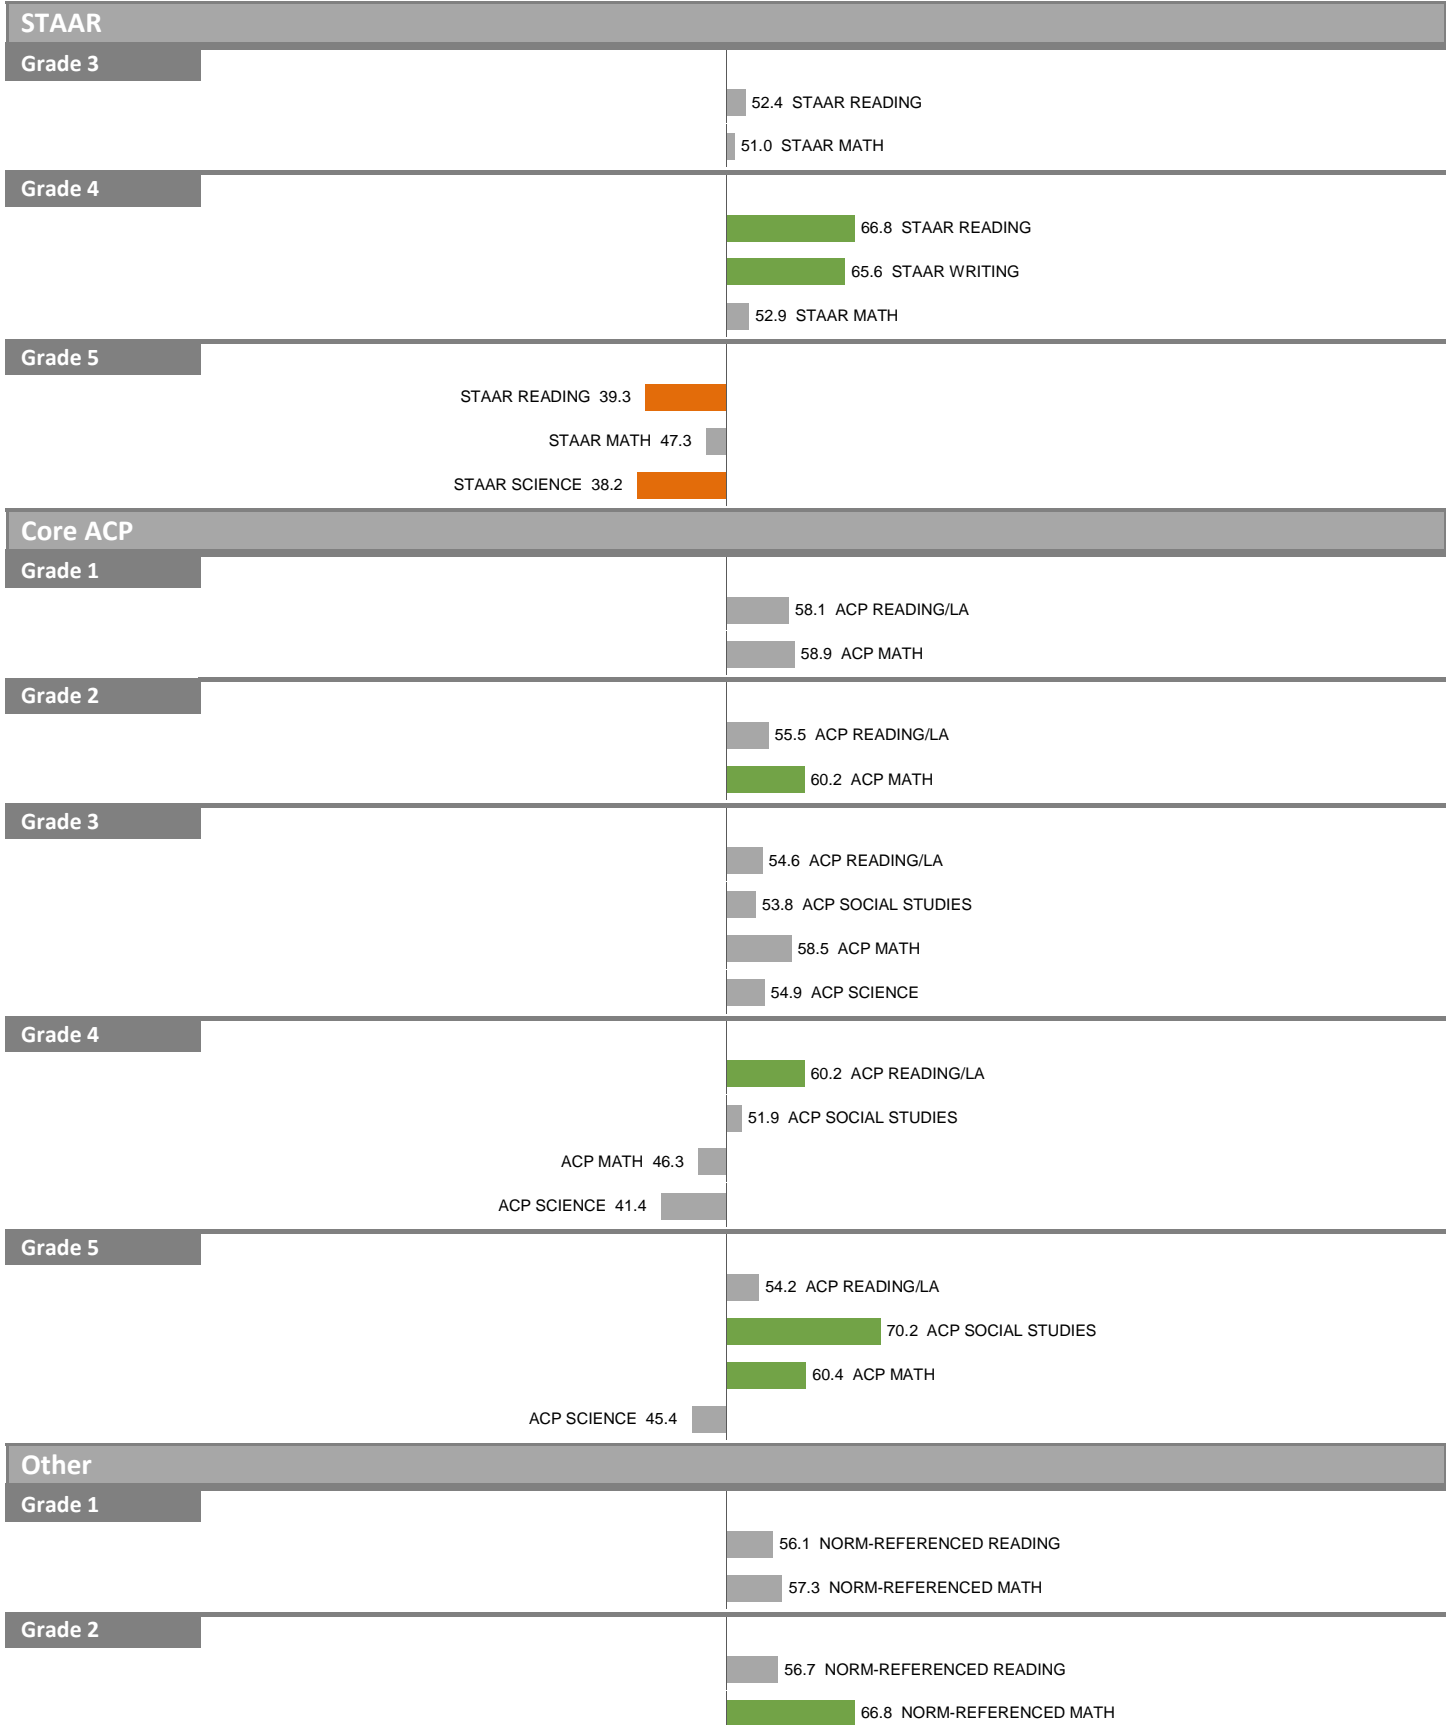 STAAR
Grade 3
52.4 STAAR READING
51.0 STAAR MATH
Grade 4
66.8 STAAR READING
65.6 STAAR WRITING
52.9 STAAR MATH
Grade 5
STAAR READING 39.3
STAAR MATH 47.3
STAAR SCIENCE 38.2
Core ACP
Grade 1
58.1 ACP READING/LA
58.9 ACP MATH
Grade 2
55.5 ACP READING/LA
60.2 ACP MATH
Grade 3
54.6 ACP READING/LA
53.8 ACP SOCIAL STUDIES
58.5 ACP MATH
54.9 ACP SCIENCE
Grade 4
60.2 ACP READING/LA
51.9 ACP SOCIAL STUDIES
ACP MATH 46.3
ACP SCIENCE 41.4
Grade 5
54.2 ACP READING/LA
70.2 ACP SOCIAL STUDIES
60.4 ACP MATH
ACP SCIENCE 45.4
Other
Grade 1
56.1 NORM-REFERENCED READING
57.3 NORM-REFERENCED MATH
Grade 2
56.7 NORM-REFERENCED READING
66.8 NORM-REFERENCED MATH